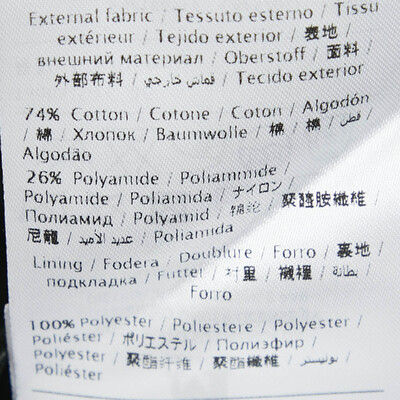 External fabric / Tessuto esterno / Tissu
extérieur / Tejido exterior / 表地 /
внешний материал / Oberstoff / 面料 /
外部布料 / قماش خارجي / Tecido exterior
74% Cotton / Cotone / Coton / Algodón
/ 綿 / Хлопок / Baumwolle / 棉 / 棉 / قطن /
Algodão
26% Polyamide / Poliammide /
Polyamide / Poliamida / ナイロン /
Полиамид / Polyamid / 锦纶 / 聚醯胺纖維 /
尼龍 / عديد الأميد / Poliamida
Lining / Fodera / Doublure / Forro / 裏地 /
подкладка / Futter / 衬里 / 襯裡 / بطانة /
Forro
100% Polyester / Poliestere / Polyester /
Poliéster / ポリエステル / Полиэфир /
Polyester / 聚酯纤维 / 聚酯纖維 / بوليستر /
Poliéster